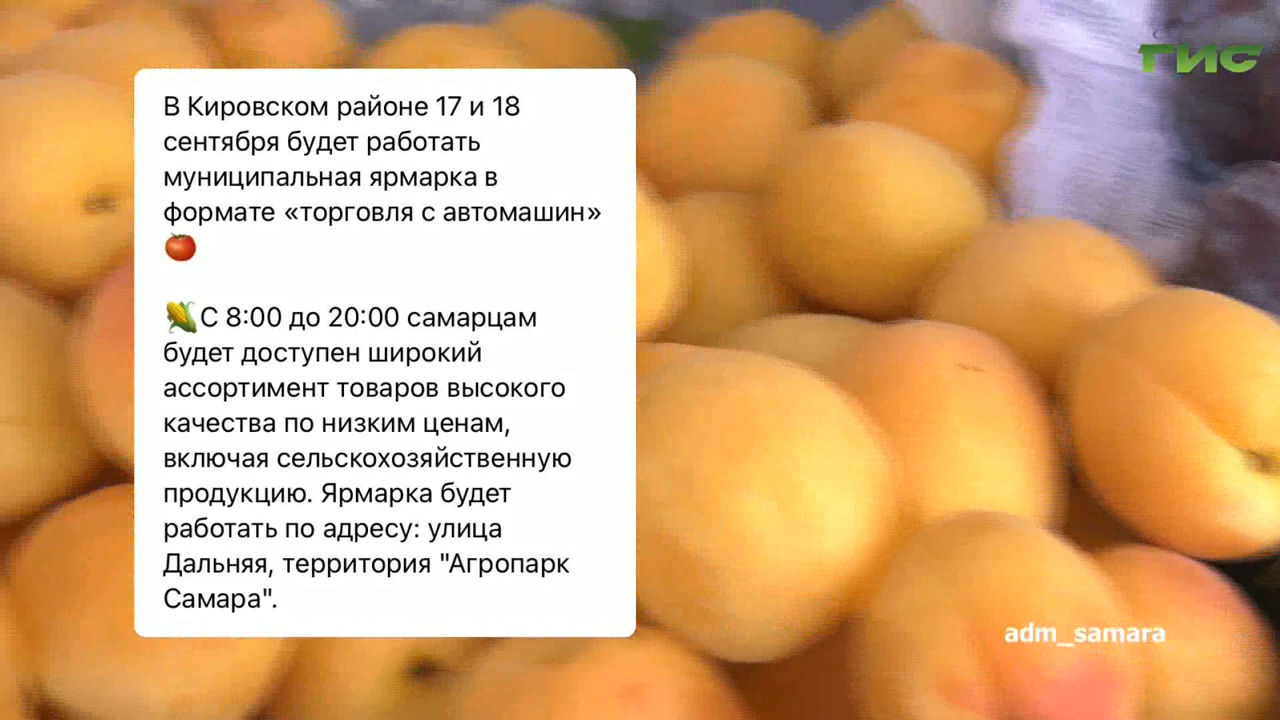 ГИС
В Кировском районе 17 и 18
сентября будет работать
муниципальная ярмарка в
формате «торговля с автомашин»
🍅
🌽С 8:00 до 20:00 самарцам
будет доступен широкий
ассортимент товаров высокого
качества по низким ценам,
включая сельскохозяйственную
продукцию. Ярмарка будет
работать по адресу: улица
Дальняя, территория "Агропарк
Самара".
adm_samara